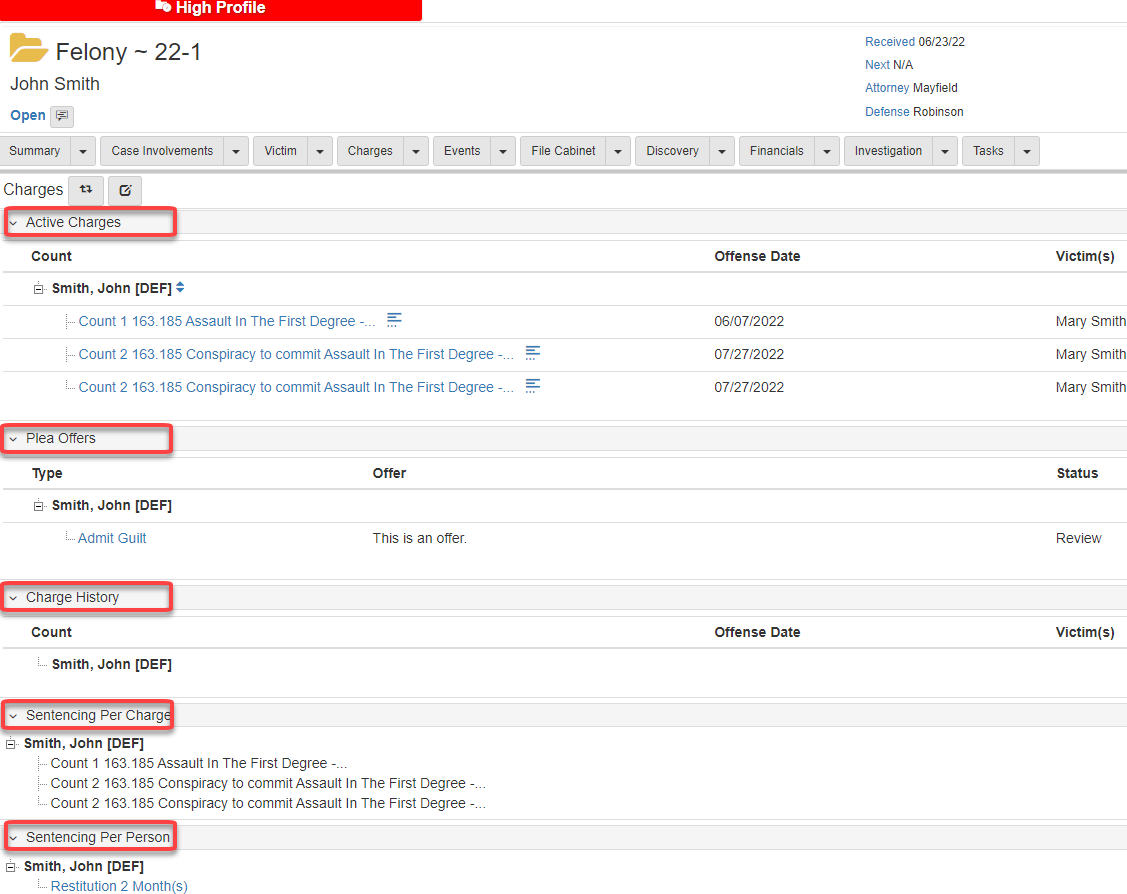 High Profile
Felony ~ 22-1
John Smith
Open
Received 06/23/22
Next N/A
Attorney Mayfield
Defense Robinson
Summary Case Involvements Victim Charges Events File Cabinet Discovery Financials Investigation Tasks
Charges
Active Charges
Count Offense Date Victim(s)
Smith, John [DEF]
Count 1 163.185 Assault In The First Degree -... 06/07/2022 Mary Smith
Count 2 163.185 Conspiracy to commit Assault In The First Degree -... 07/27/2022 Mary Smith
Count 2 163.185 Conspiracy to commit Assault In The First Degree -... 07/27/2022 Mary Smith
Plea Offers
Type Offer Status
Smith, John [DEF]
Admit Guilt This is an offer. Review
Charge History
Count Offense Date Victim(s)
Smith, John [DEF]
Sentencing Per Charge
Smith, John [DEF]
Count 1 163.185 Assault In The First Degree -...
Count 2 163.185 Conspiracy to commit Assault In The First Degree -...
Count 2 163.185 Conspiracy to commit Assault In The First Degree -...
Sentencing Per Person
Smith, John [DEF]
Restitution 2 Month(s)